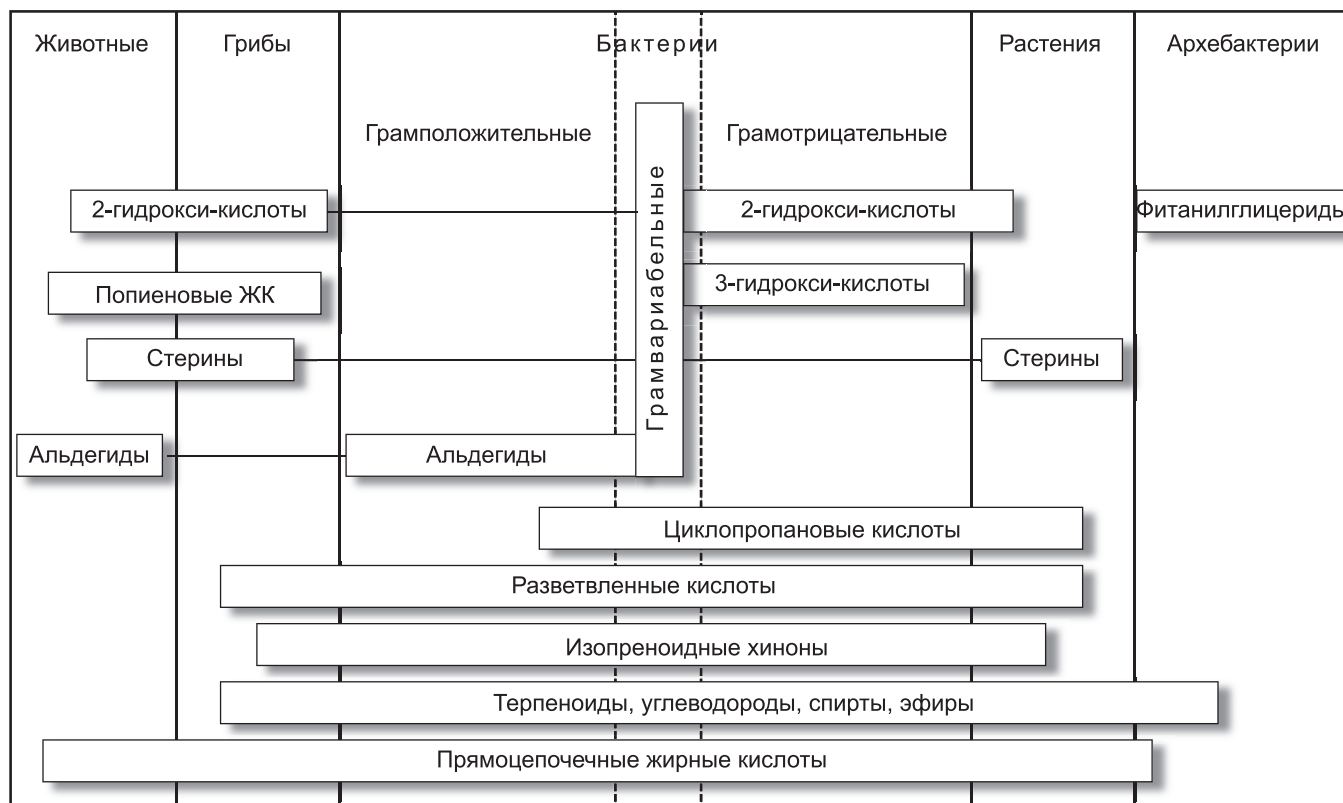 Животные
Грибы
Бактерии
Растения
Архебактерии
Грамположительные
Грамотрицательные
Грамвариабельные
2-гидрокси-кислоты
2-гидрокси-кислоты
Фитанилглицериды
3-гидрокси-кислоты
Попиеновые ЖК
Стерины
Стерины
Альдегиды
Альдегиды
Циклопропановые кислоты
Разветвленные кислоты
Изопреноидные хиноны
Терпеноиды, углеводороды, спирты, эфиры
Прямоцепочечные жирные кислоты